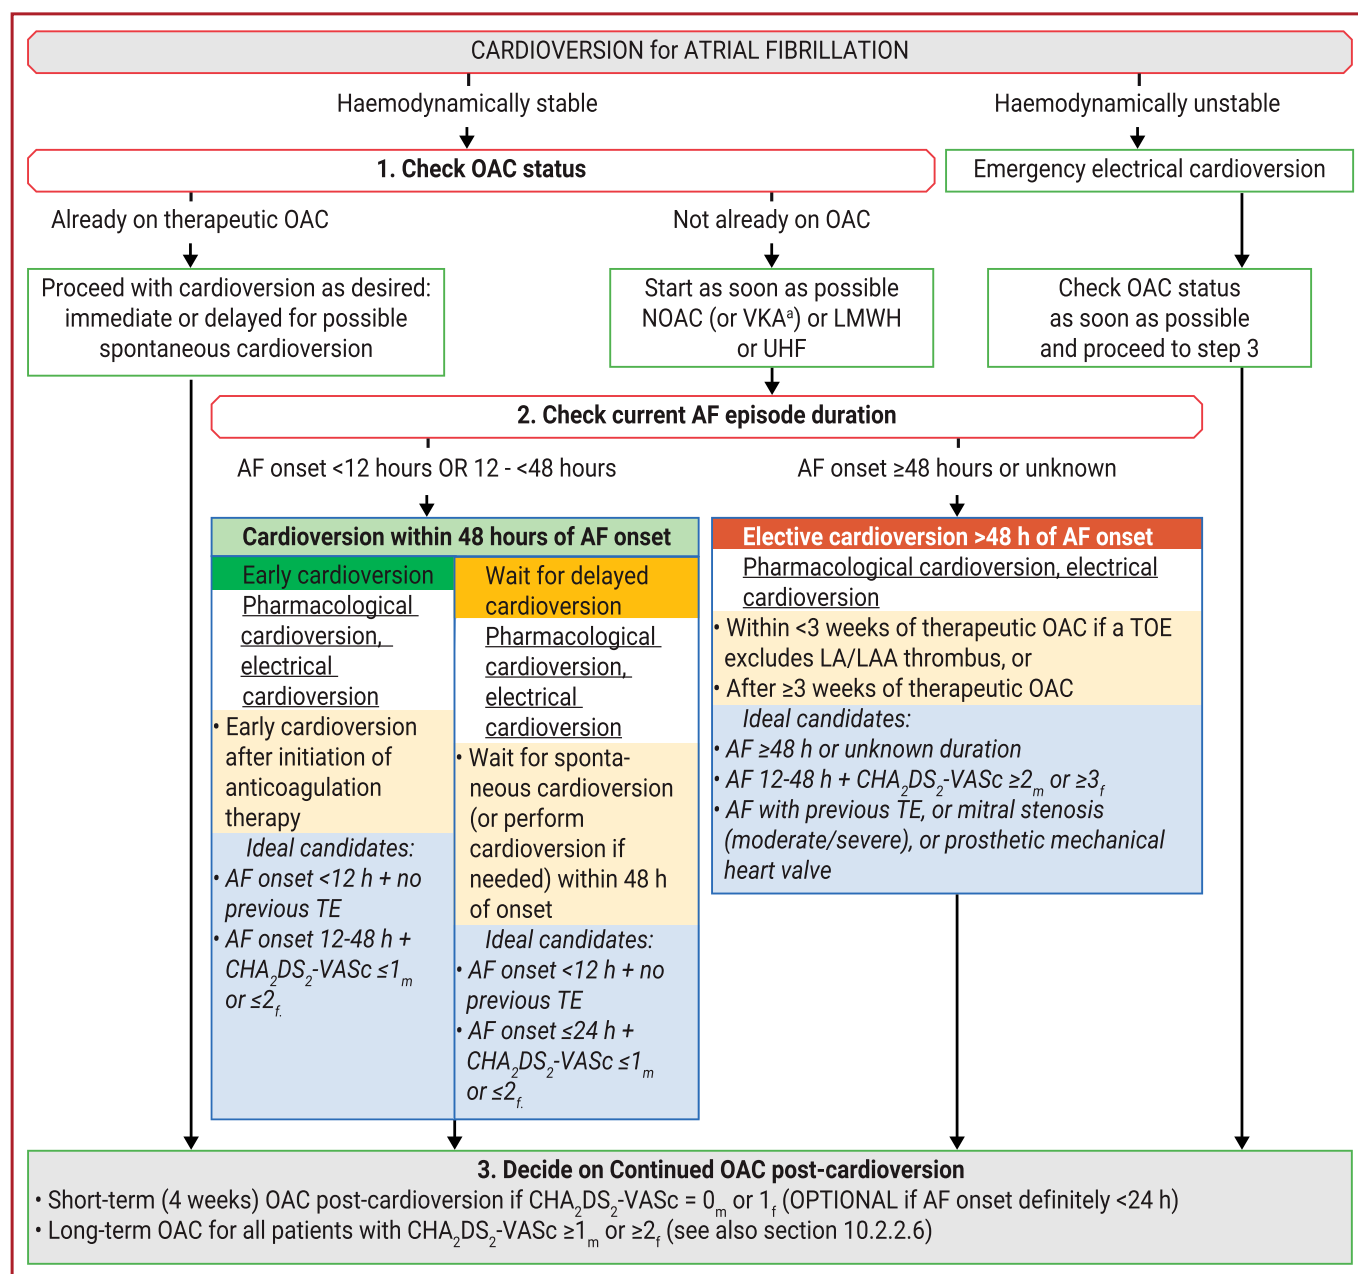 CARDIOVERSION for ATRIAL FIBRILLATION
Haemodynamically stable
Haemodynamically unstable
1. Check OAC status
Emergency electrical cardioversion
Already on therapeutic OAC
Not already on OAC
Proceed with cardioversion as desired:
immediate or delayed for possible
spontaneous cardioversion
Start as soon as possible
NOAC (or VKAᵃ) or LMWH
or UHF
Check OAC status
as soon as possible
and proceed to step 3
2. Check current AF episode duration
AF onset <12 hours OR 12 - <48 hours
AF onset ≥48 hours or unknown
Cardioversion within 48 hours of AF onset
Early cardioversion
Pharmacological
cardioversion,
electrical
cardioversion
• Early cardioversion
after initiation of
anticoagulation
therapy
Ideal candidates:
• AF onset <12 h + no
previous TE
• AF onset 12-48 h +
CHA₂DS₂-VASc ≤1ₘ
or ≤2f.
Wait for delayed
cardioversion
Pharmacological
cardioversion,
electrical
cardioversion
• Wait for sponta-
neous cardioversion
(or perform
cardioversion if
needed) within 48 h
of onset
Ideal candidates:
• AF onset <12 h + no
previous TE
• AF onset ≤24 h +
CHA₂DS₂-VASc ≤1ₘ
or ≤2f.
Elective cardioversion >48 h of AF onset
Pharmacological cardioversion, electrical
cardioversion
• Within <3 weeks of therapeutic OAC if a TOE
excludes LA/LAA thrombus, or
• After ≥3 weeks of therapeutic OAC
Ideal candidates:
• AF ≥48 h or unknown duration
• AF 12-48 h + CHA₂DS₂-VASc ≥2ₘ or ≥3f
• AF with previous TE, or mitral stenosis
(moderate/severe), or prosthetic mechanical
heart valve
3. Decide on Continued OAC post-cardioversion
• Short-term (4 weeks) OAC post-cardioversion if CHA₂DS₂-VASc = 0ₘ or 1f (OPTIONAL if AF onset definitely <24 h)
• Long-term OAC for all patients with CHA₂DS₂-VASc ≥1ₘ or ≥2f (see also section 10.2.2.6)